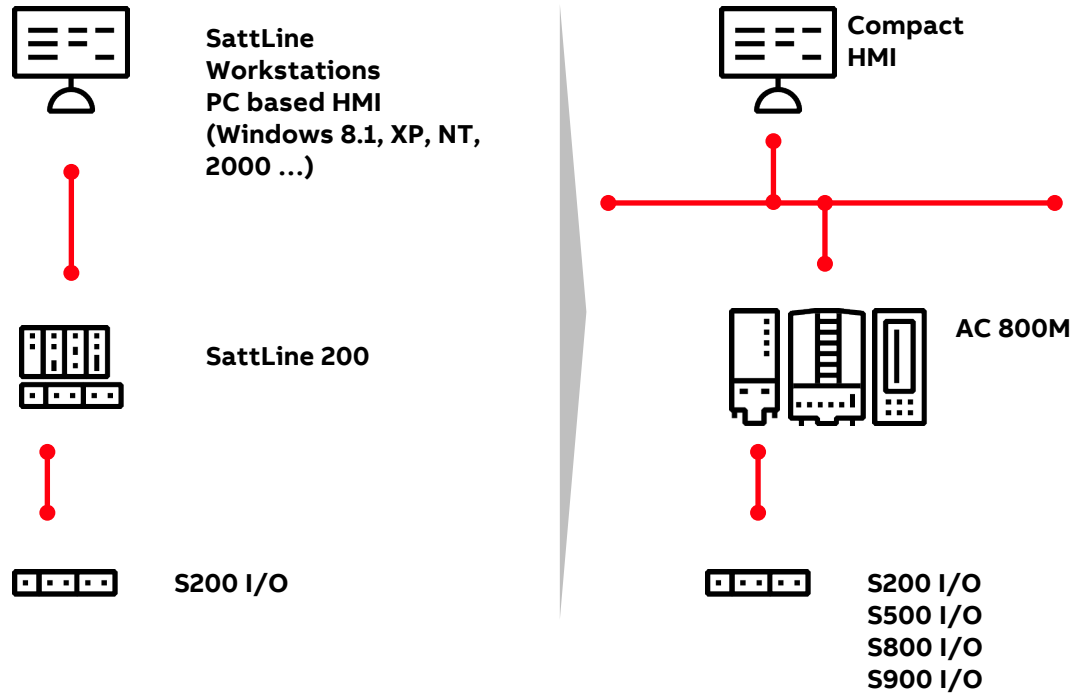 SattLine
Workstations
PC based HMI
(Windows 8.1, XP, NT,
2000 ...)
SattLine 200
S200 I/O
Compact
HMI
AC 800M
S200 I/O
S500 I/O
S800 I/O
S900 I/O